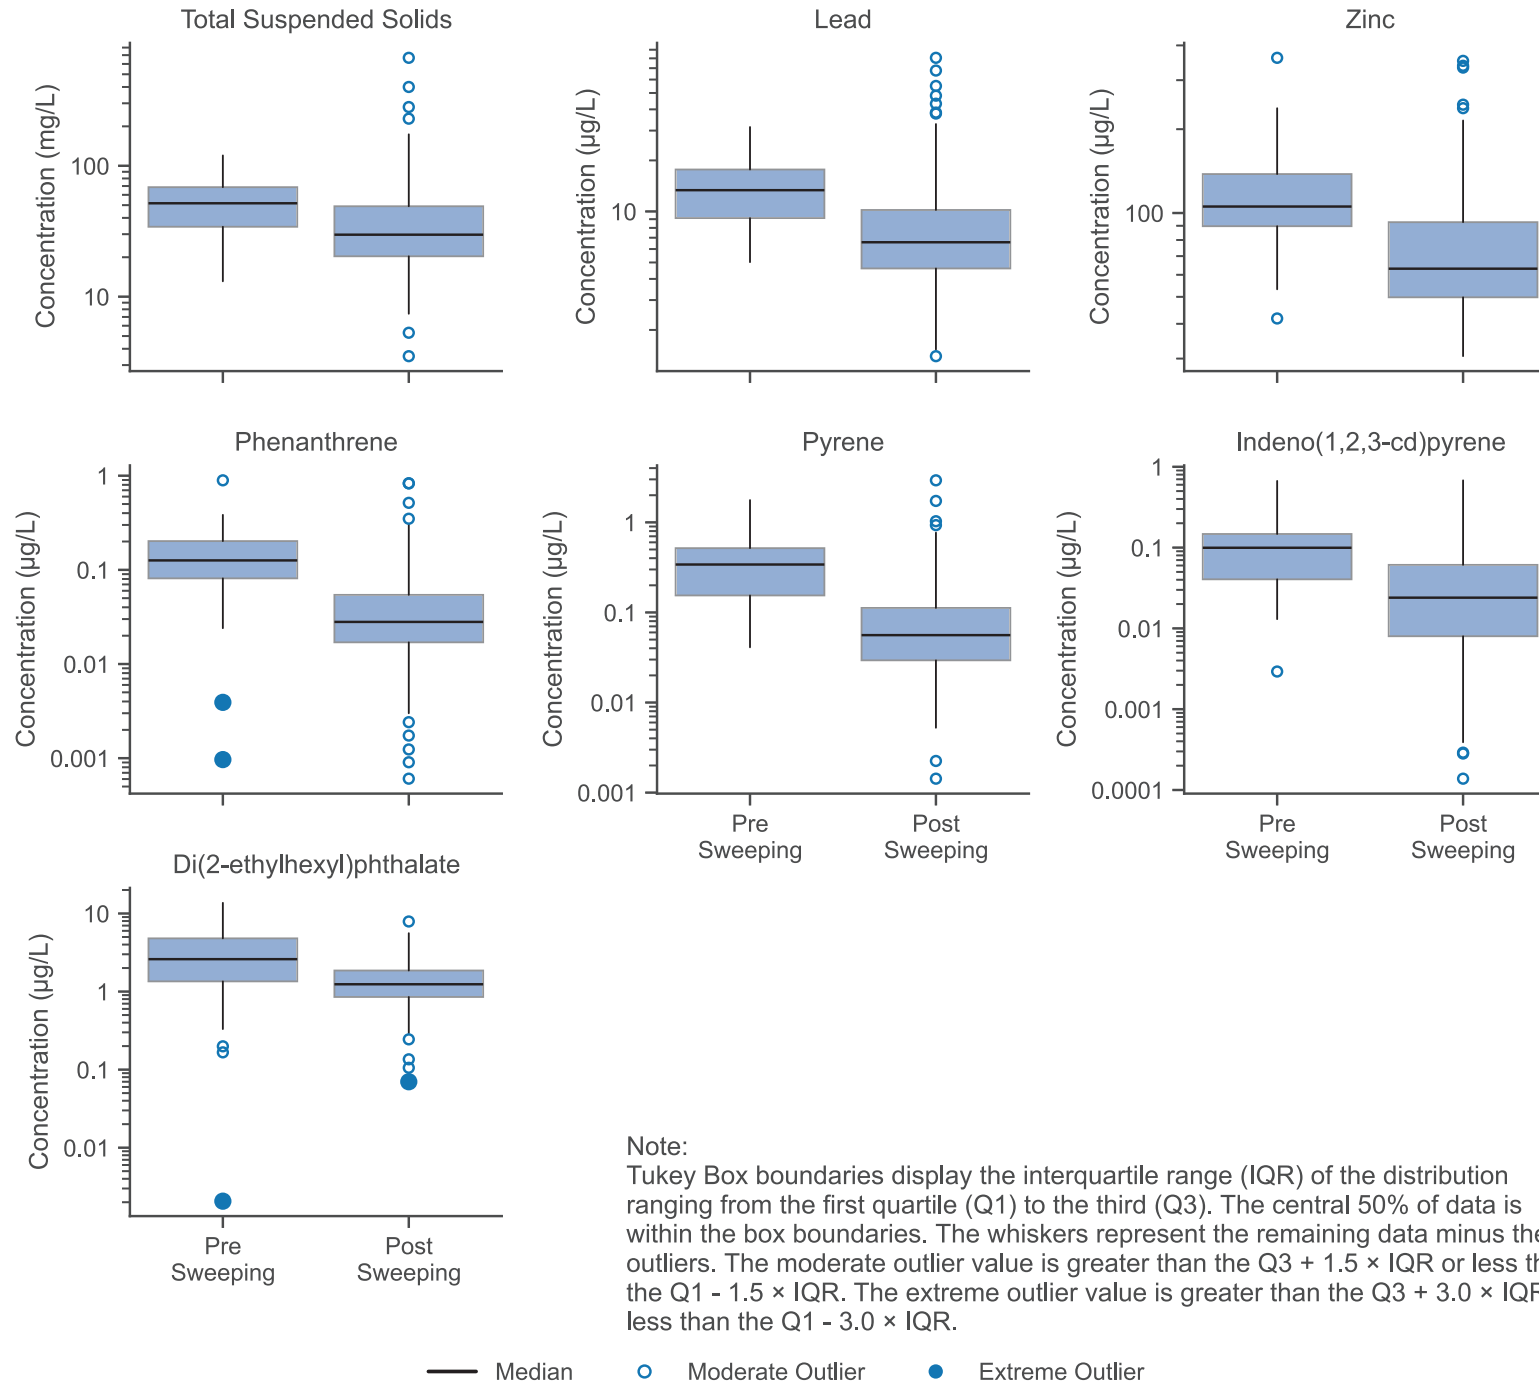 Total Suspended Solids
Lead
Zinc
Concentration (mg/L)
100
10
Concentration (µg/L)
10
Concentration (µg/L)
100
Phenanthrene
Pyrene
Indeno(1,2,3-cd)pyrene
Concentration (µg/L)
1
0.1
0.01
0.001
Concentration (µg/L)
1
0.1
0.01
0.001
Concentration (µg/L)
1
0.1
0.01
0.001
0.0001
Pre
Sweeping
Post
Sweeping
Pre
Sweeping
Post
Sweeping
Di(2-ethylhexyl)phthalate
Concentration (µg/L)
10
1
0.1
0.01
Pre
Sweeping
Post
Sweeping
Note:
Tukey Box boundaries display the interquartile range (IQR) of the distribution
ranging from the first quartile (Q1) to the third (Q3). The central 50% of data is
within the box boundaries. The whiskers represent the remaining data minus the
outliers. The moderate outlier value is greater than the Q3 + 1.5 × IQR or less th
the Q1 - 1.5 × IQR. The extreme outlier value is greater than the Q3 + 3.0 × IQR
less than the Q1 - 3.0 × IQR.
Median
Moderate Outlier
Extreme Outlier